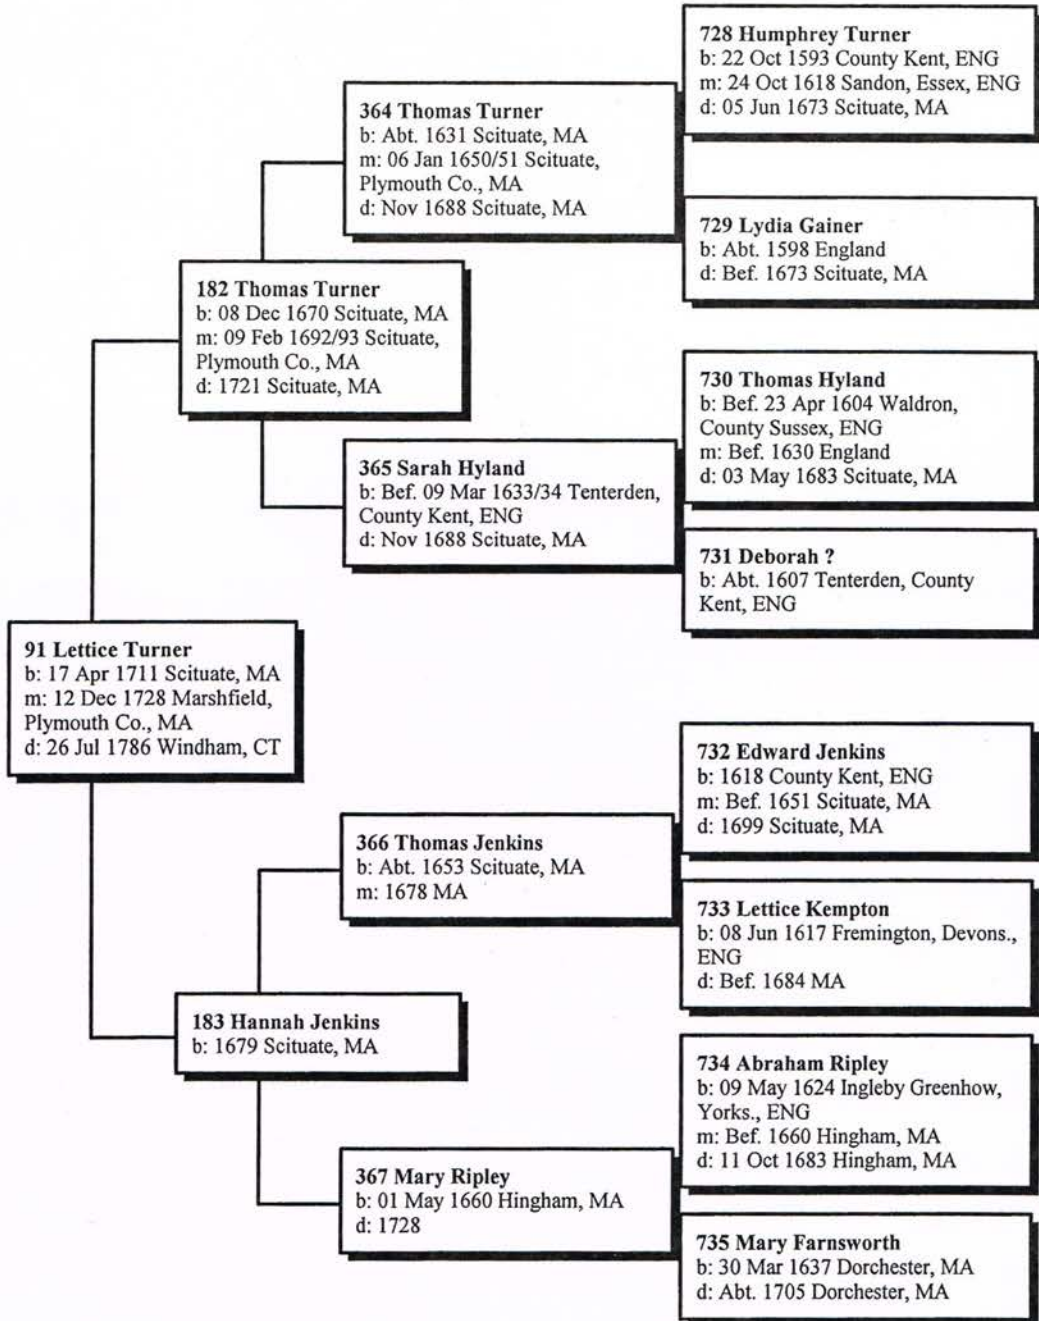 728 Humphrey Turner
b: 22 Oct 1593 County Kent, ENG
m: 24 Oct 1618 Sandon, Essex, ENG
d: 05 Jun 1673 Scituate, MA
364 Thomas Turner
b: Abt. 1631 Scituate, MA
m: 06 Jan 1650/51 Scituate,
Plymouth Co., MA
d: Nov 1688 Scituate, MA
729 Lydia Gainer
b: Abt. 1598 England
d: Bef. 1673 Scituate, MA
182 Thomas Turner
b: 08 Dec 1670 Scituate, MA
m: 09 Feb 1692/93 Scituate,
Plymouth Co., MA
d: 1721 Scituate, MA
730 Thomas Hyland
b: Bef. 23 Apr 1604 Waldron,
County Sussex, ENG
m: Bef. 1630 England
d: 03 May 1683 Scituate, MA
365 Sarah Hyland
b: Bef. 09 Mar 1633/34 Tenterden,
County Kent, ENG
d: Nov 1688 Scituate, MA
731 Deborah ?
b: Abt. 1607 Tenterden, County
Kent, ENG
91 Lettice Turner
b: 17 Apr 1711 Scituate, MA
m: 12 Dec 1728 Marshfield,
Plymouth Co., MA
d: 26 Jul 1786 Windham, CT
732 Edward Jenkins
b: 1618 County Kent, ENG
m: Bef. 1651 Scituate, MA
d: 1699 Scituate, MA
366 Thomas Jenkins
b: Abt. 1653 Scituate, MA
m: 1678 MA
733 Lettice Kempton
b: 08 Jun 1617 Fremington, Devons.,
ENG
d: Bef. 1684 MA
183 Hannah Jenkins
b: 1679 Scituate, MA
734 Abraham Ripley
b: 09 May 1624 Ingleby Greenhow,
Yorks., ENG
m: Bef. 1660 Hingham, MA
d: 11 Oct 1683 Hingham, MA
367 Mary Ripley
b: 01 May 1660 Hingham, MA
d: 1728
735 Mary Farnsworth
b: 30 Mar 1637 Dorchester, MA
d: Abt. 1705 Dorchester, MA